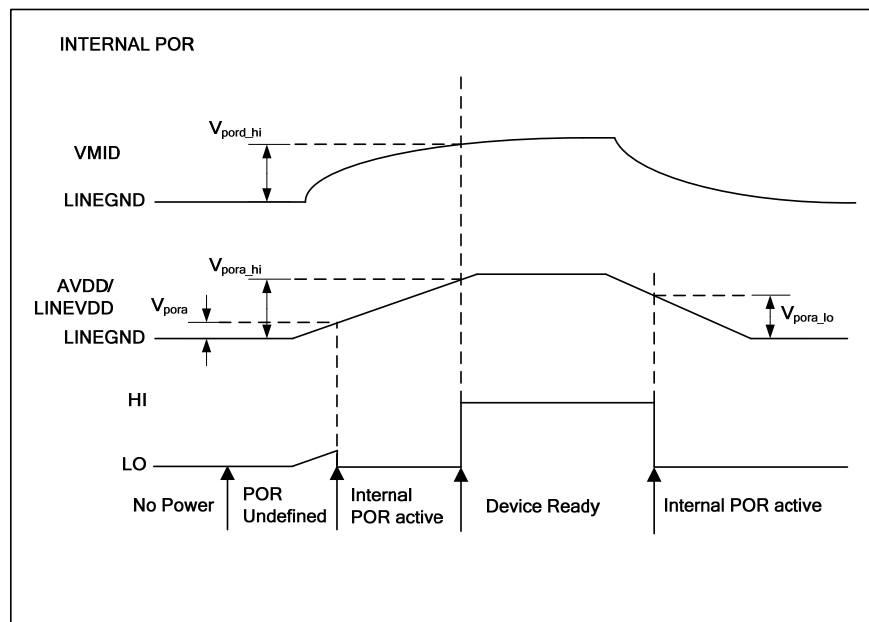 INTERNAL POR
Vpord_hi
VMID
LINEGND
Vpora_hi
AVDD/
LINEVDD
Vpora
LINEGND
Vpora_lo
HI
LO
No Power
POR
Undefined
Internal
POR active
Device Ready
Internal POR active